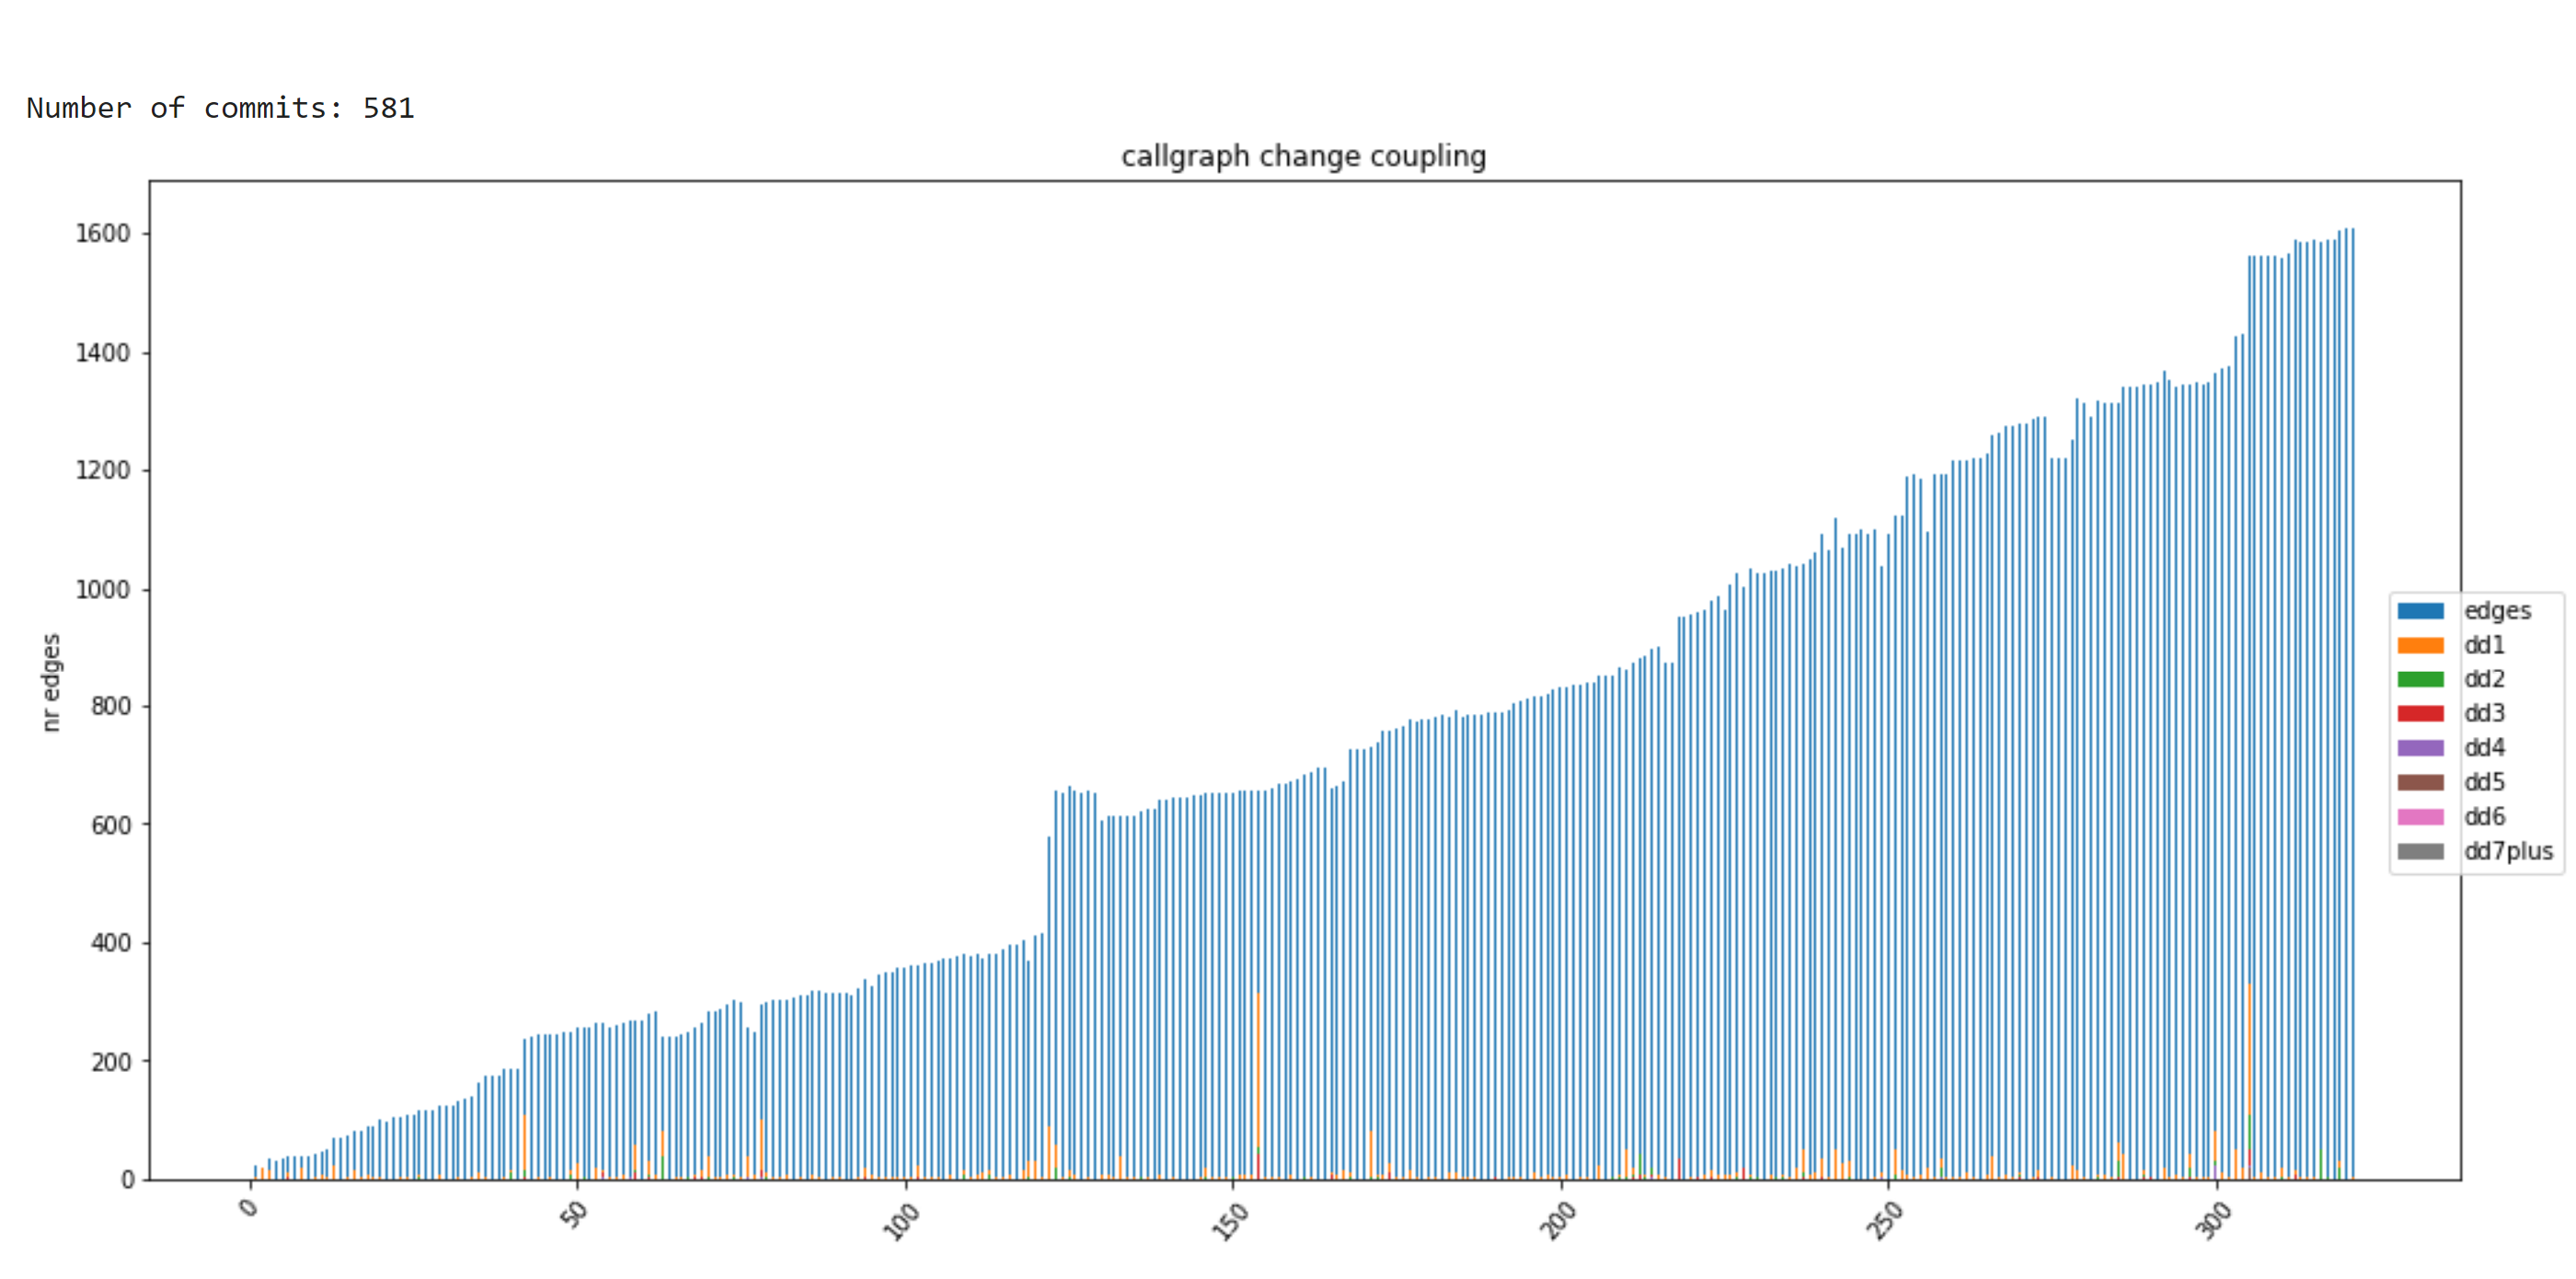 Number of commits: 581
callgraph change coupling
1600
1400
1200
1000
800
600
400
200
0
nr edges
0
50
100
150
200
250
300
edges
dd1
dd2
dd3
dd4
dd5
dd6
dd7plus